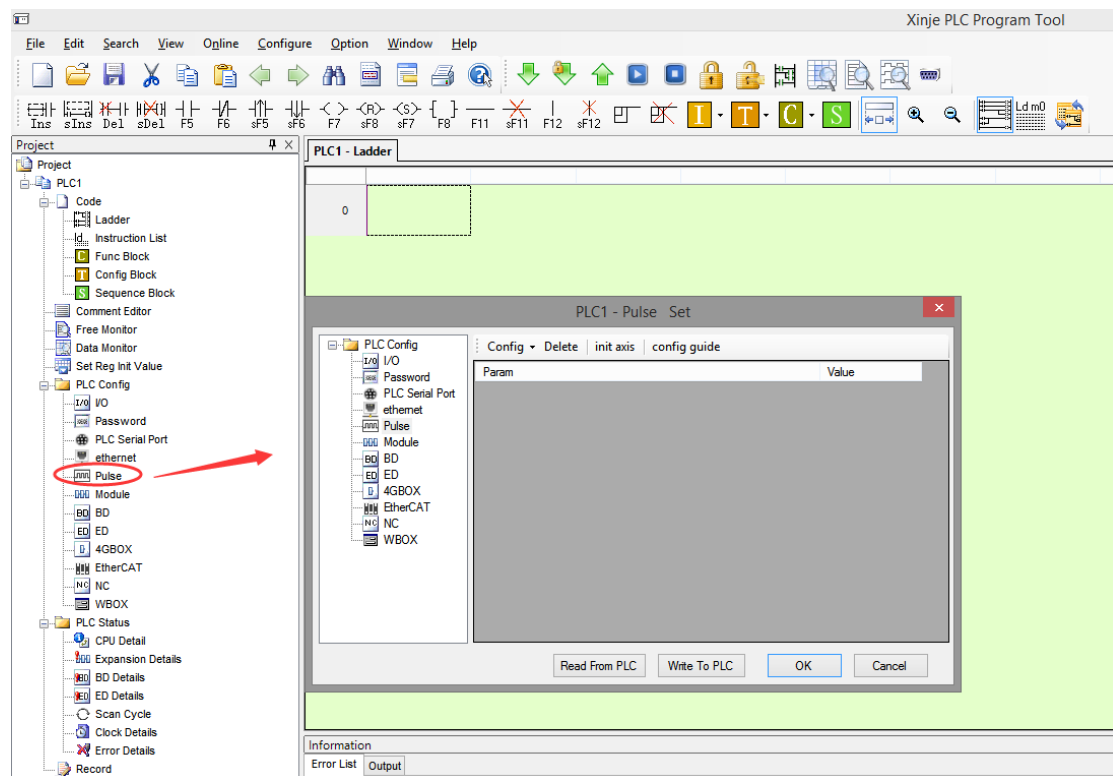 Xinje PLC Program Tool
File Edit Search View Online Configure Option Window Help
Ins sIns Del sDel F5 F6 sF5 sF6 F7 sF8 sF7 F8 F11 sF11 F12 sF12 I T C S Ld m0
Project
PLC1 - Ladder
Project
PLC1
Code
Ladder
Instruction List
Func Block
Config Block
Sequence Block
Comment Editor
Free Monitor
Data Monitor
Set Reg Init Value
PLC Config
I/O
Password
PLC Serial Port
ethernet
Pulse
Module
BD
ED
4GBOX
EtherCAT
NC
WBOX
PLC Status
CPU Detail
Expansion Details
BD Details
ED Details
Scan Cycle
Clock Details
Error Details
Record
0
PLC1 - Pulse Set
PLC Config
I/O
Password
PLC Serial Port
ethernet
Pulse
Module
BD
ED
4GBOX
EtherCAT
NC
WBOX
Config Delete init axis config guide
Param Value
Read From PLC Write To PLC OK Cancel
Information
Error List Output